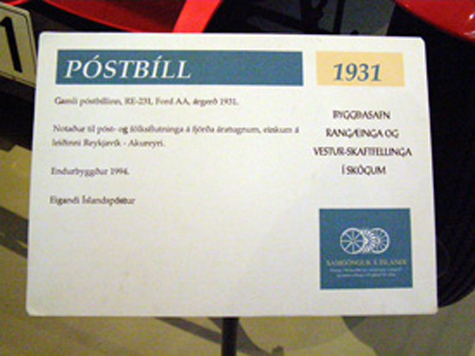 1
PÓSTBÍLL
1931
Gamli póstbíllinn, RE-231, Ford AA, árgerð 1931.
Notaður til póst- og fólksflutninga á fjórða áratugnum, einkum á
leiðinni Reykjavík - Akureyri.
Endurbyggður 1994.
Eigandi Íslandspóstur
BYGGÐASAFN
RANGÆINGA OG
VESTUR-SKAFTFELLINGA
Í SKÓGUM
SAMGÖNGUR Á ÍSLANDI